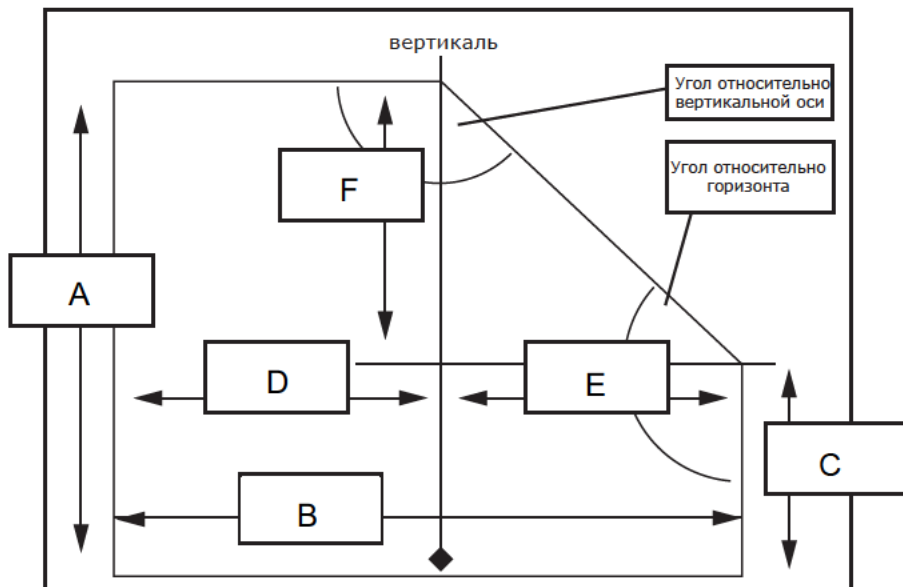 вертикаль
Угол относительно
вертикальной оси
Угол относительно
горизонта
F
A
D
E
C
B